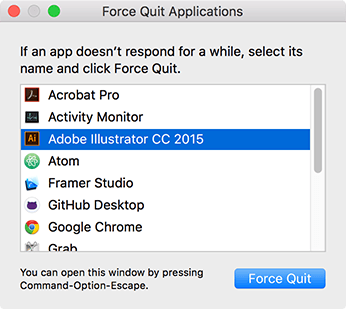 Force Quit Applications
If an app doesn't respond for a while, select its
name and click Force Quit.
Acrobat Pro
Activity Monitor
Adobe Illustrator CC 2015
Atom
Framer Studio
GitHub Desktop
Google Chrome
Grab
You can open this window by pressing
Command-Option-Escape.
Force Quit